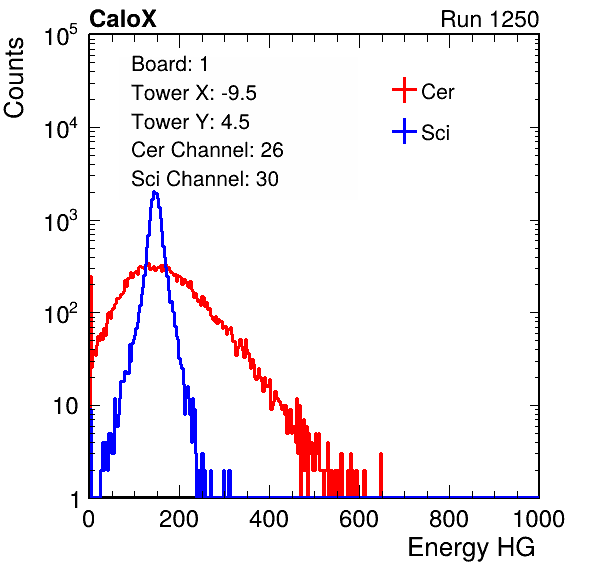 CaloX Run 1250
Counts
Board: 1
Tower X: -9.5
Tower Y: 4.5
Cer Channel: 26
Sci Channel: 30
Cer
Sci
10^5
10^4
10^3
10^2
10
1
0 200 400 600 800 1000
Energy HG